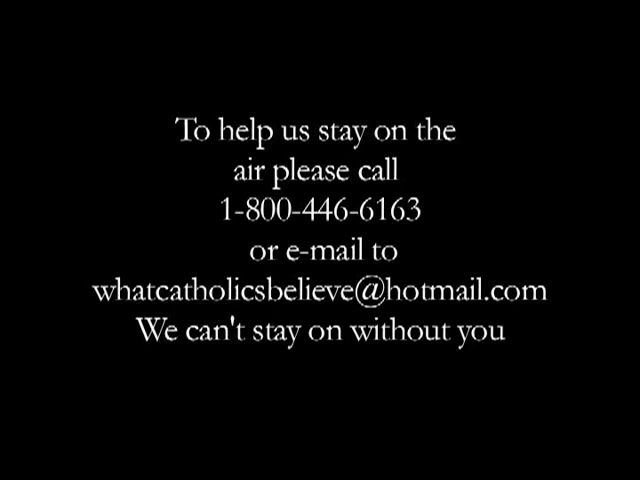 To help us stay on the
air please call
1-800-446-6163
or e-mail to
whatcatholicsbelieve@hotmail.com
We can't stay on without you